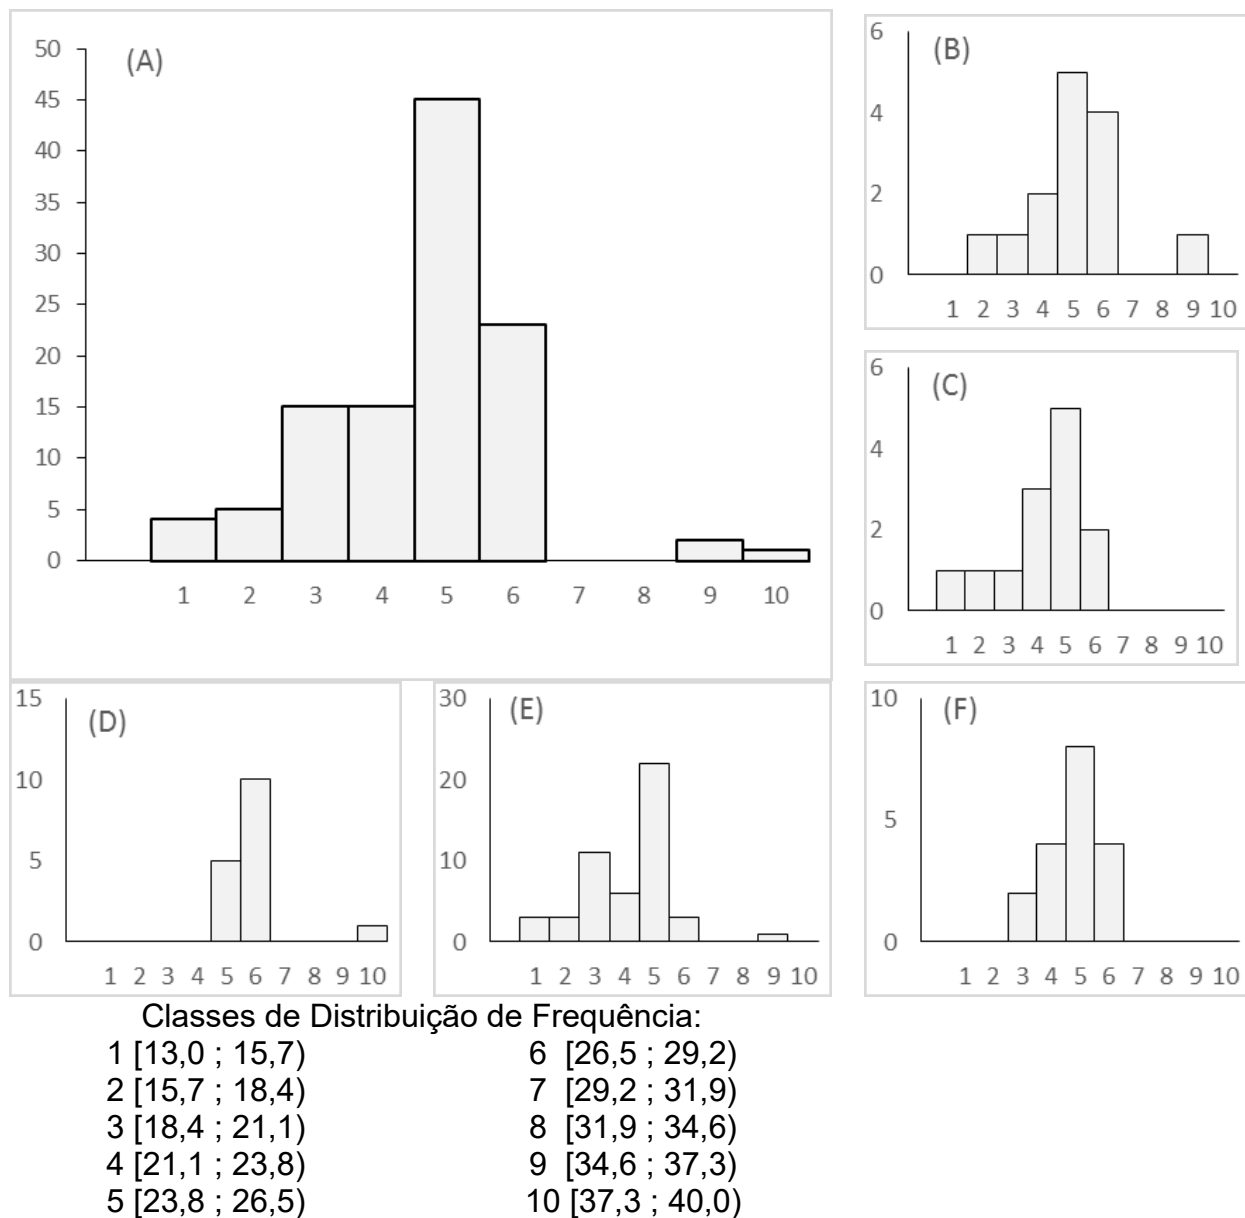 (A)
50
45
40
35
30
25
20
15
10
5
0
1 2 3 4 5 6 7 8 9 10
(B)
6
4
2
0
1 2 3 4 5 6 7 8 9 10
(C)
6
4
2
0
1 2 3 4 5 6 7 8 9 10
(D)
15
10
5
0
1 2 3 4 5 6 7 8 9 10
(E)
30
20
10
0
1 2 3 4 5 6 7 8 9 10
(F)
10
5
0
1 2 3 4 5 6 7 8 9 10
Classes de Distribuição de Frequência:
1 [13,0 ; 15,7)
2 [15,7 ; 18,4)
3 [18,4 ; 21,1)
4 [21,1 ; 23,8)
5 [23,8 ; 26,5)
6 [26,5 ; 29,2)
7 [29,2 ; 31,9)
8 [31,9 ; 34,6)
9 [34,6 ; 37,3)
10 [37,3 ; 40,0)